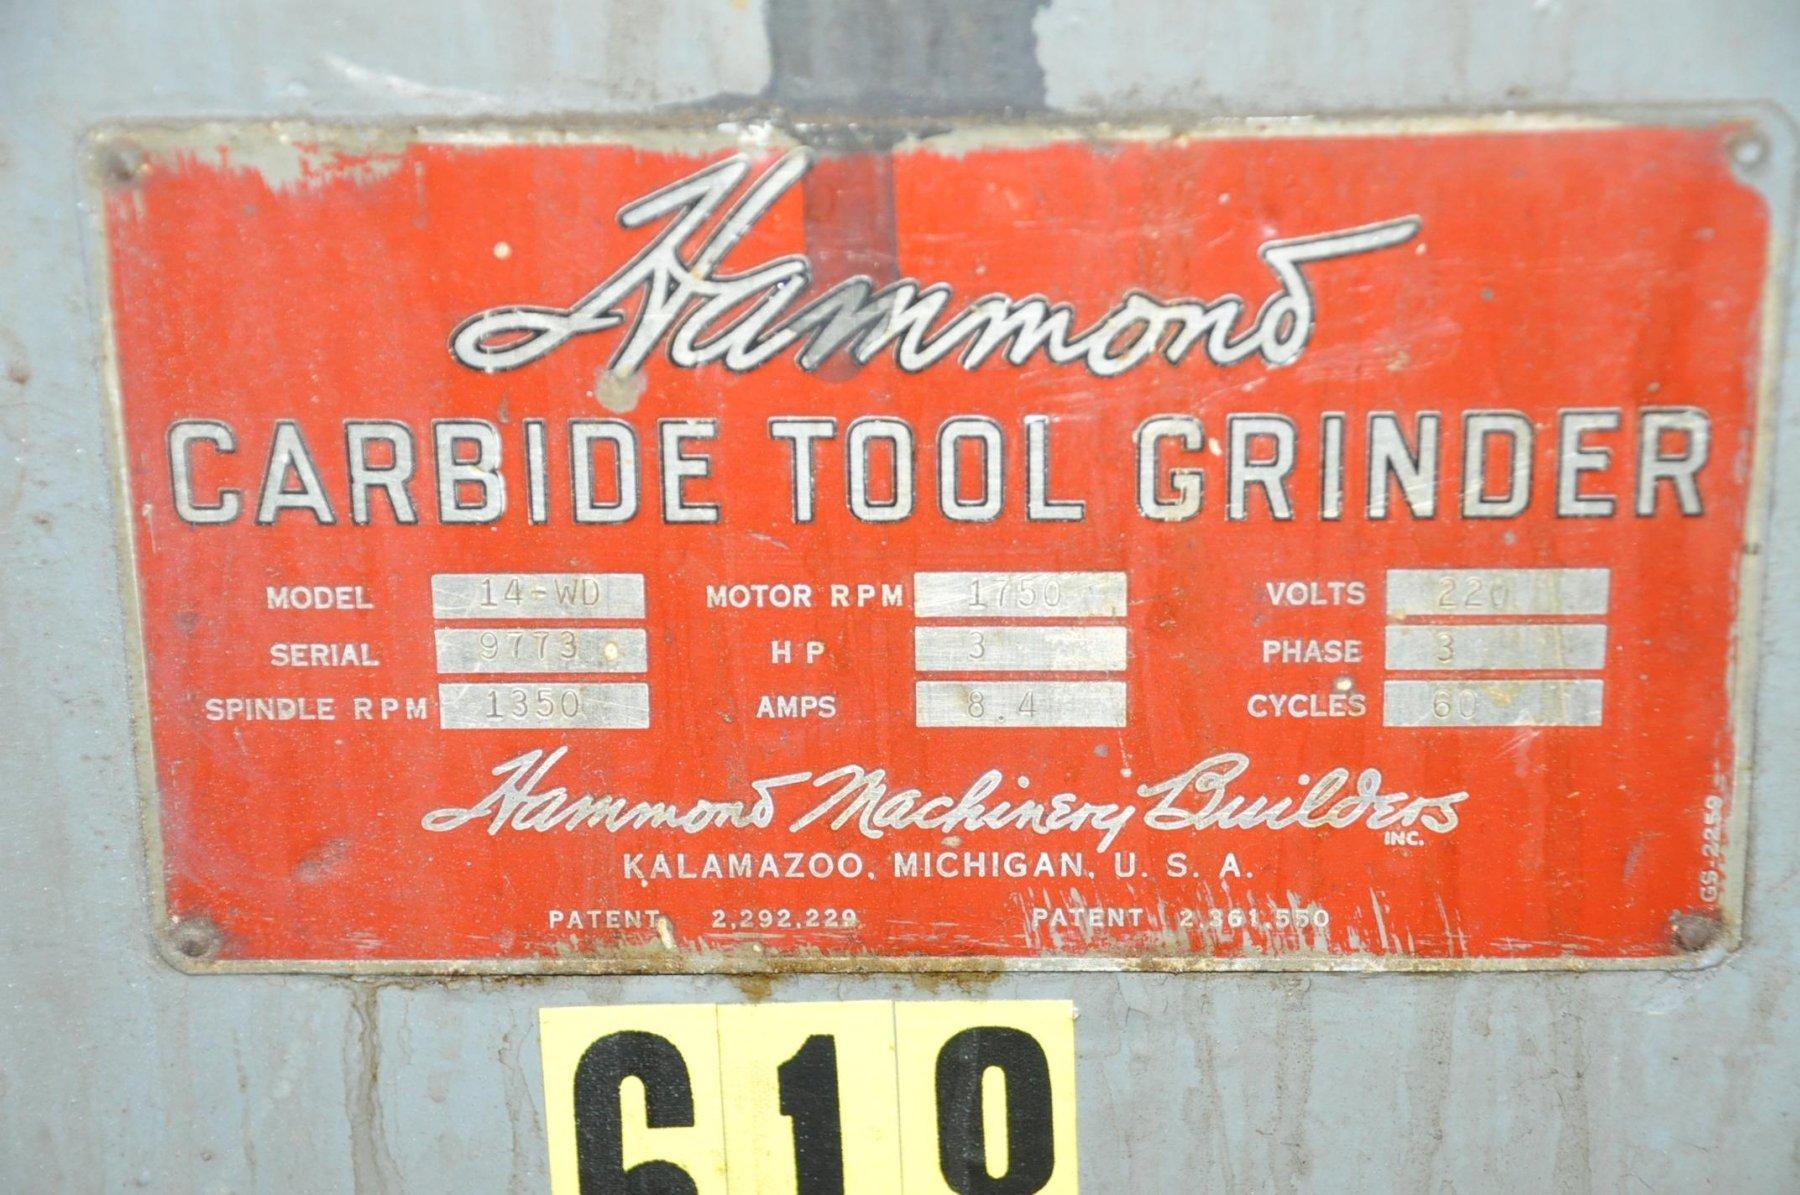 Hammond
CARBIDE TOOL GRINDER
MODEL 14-WD MOTOR RPM 1750 VOLTS 220
SERIAL 9773 HP 3 PHASE 3
SPINDLE RPM 1350 AMPS 8.4 CYCLES 60
Hammond Machinery Builders
INC.
KALAMAZOO, MICHIGAN, U. S. A.
PATENT 2,292,229 PATENT 2,361,550
GS-2259